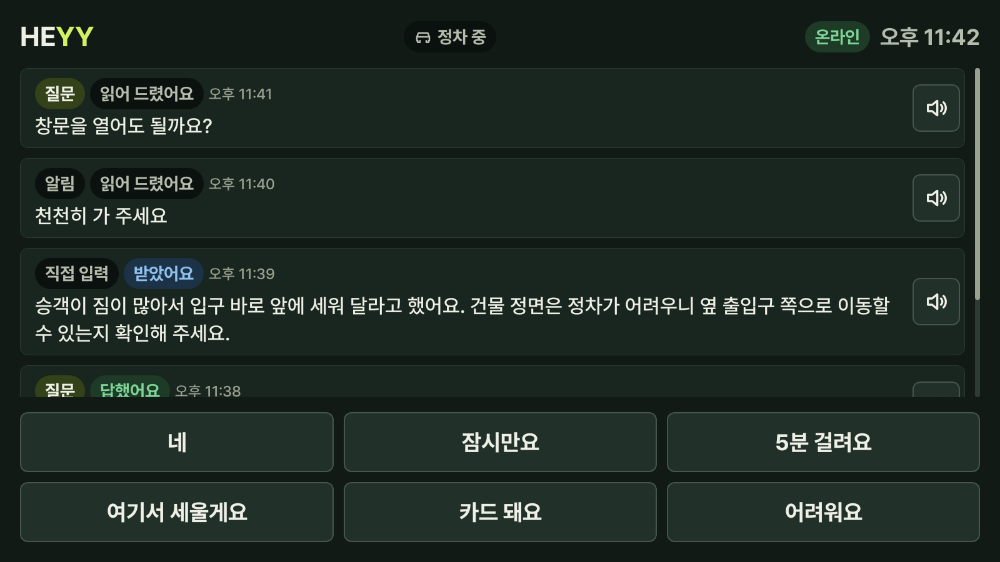 HEYY
정차 중
온라인 오후 11:42
질문 읽어 드렸어요 오후 11:41
창문을 열어도 될까요?
알림 읽어 드렸어요 오후 11:40
천천히 가 주세요
직접 입력 받았어요 오후 11:39
승객이 짐이 많아서 입구 바로 앞에 세워 달라고 했어요. 건물 정면은 정차가 어려우니 옆 출입구 쪽으로 이동할
수 있는지 확인해 주세요.
질문 답했어요 오후 11:38
네
잠시만요
5분 걸려요
여기서 세울게요
카드 돼요
어려워요